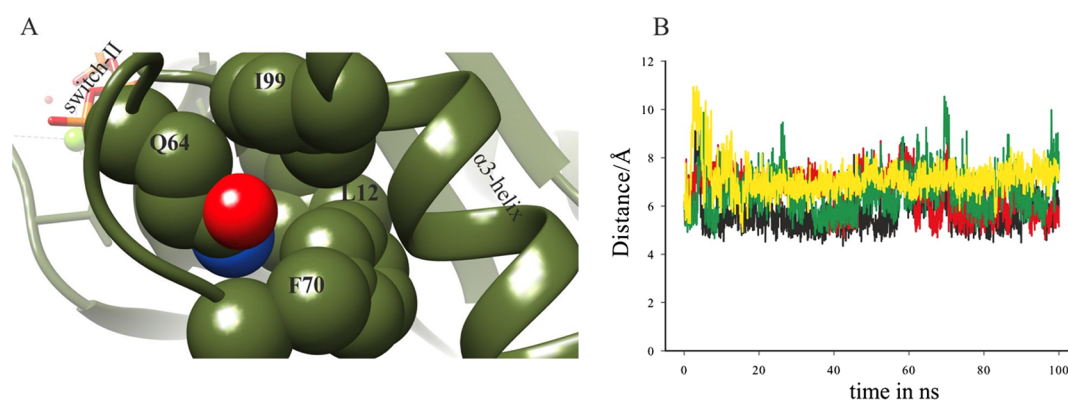 A
switch-II
I99
Q64
L12
α3-helix
F70
B
12
10
8
6
4
2
0
Distance/Å
0 20 40 60 80 100
time in ns